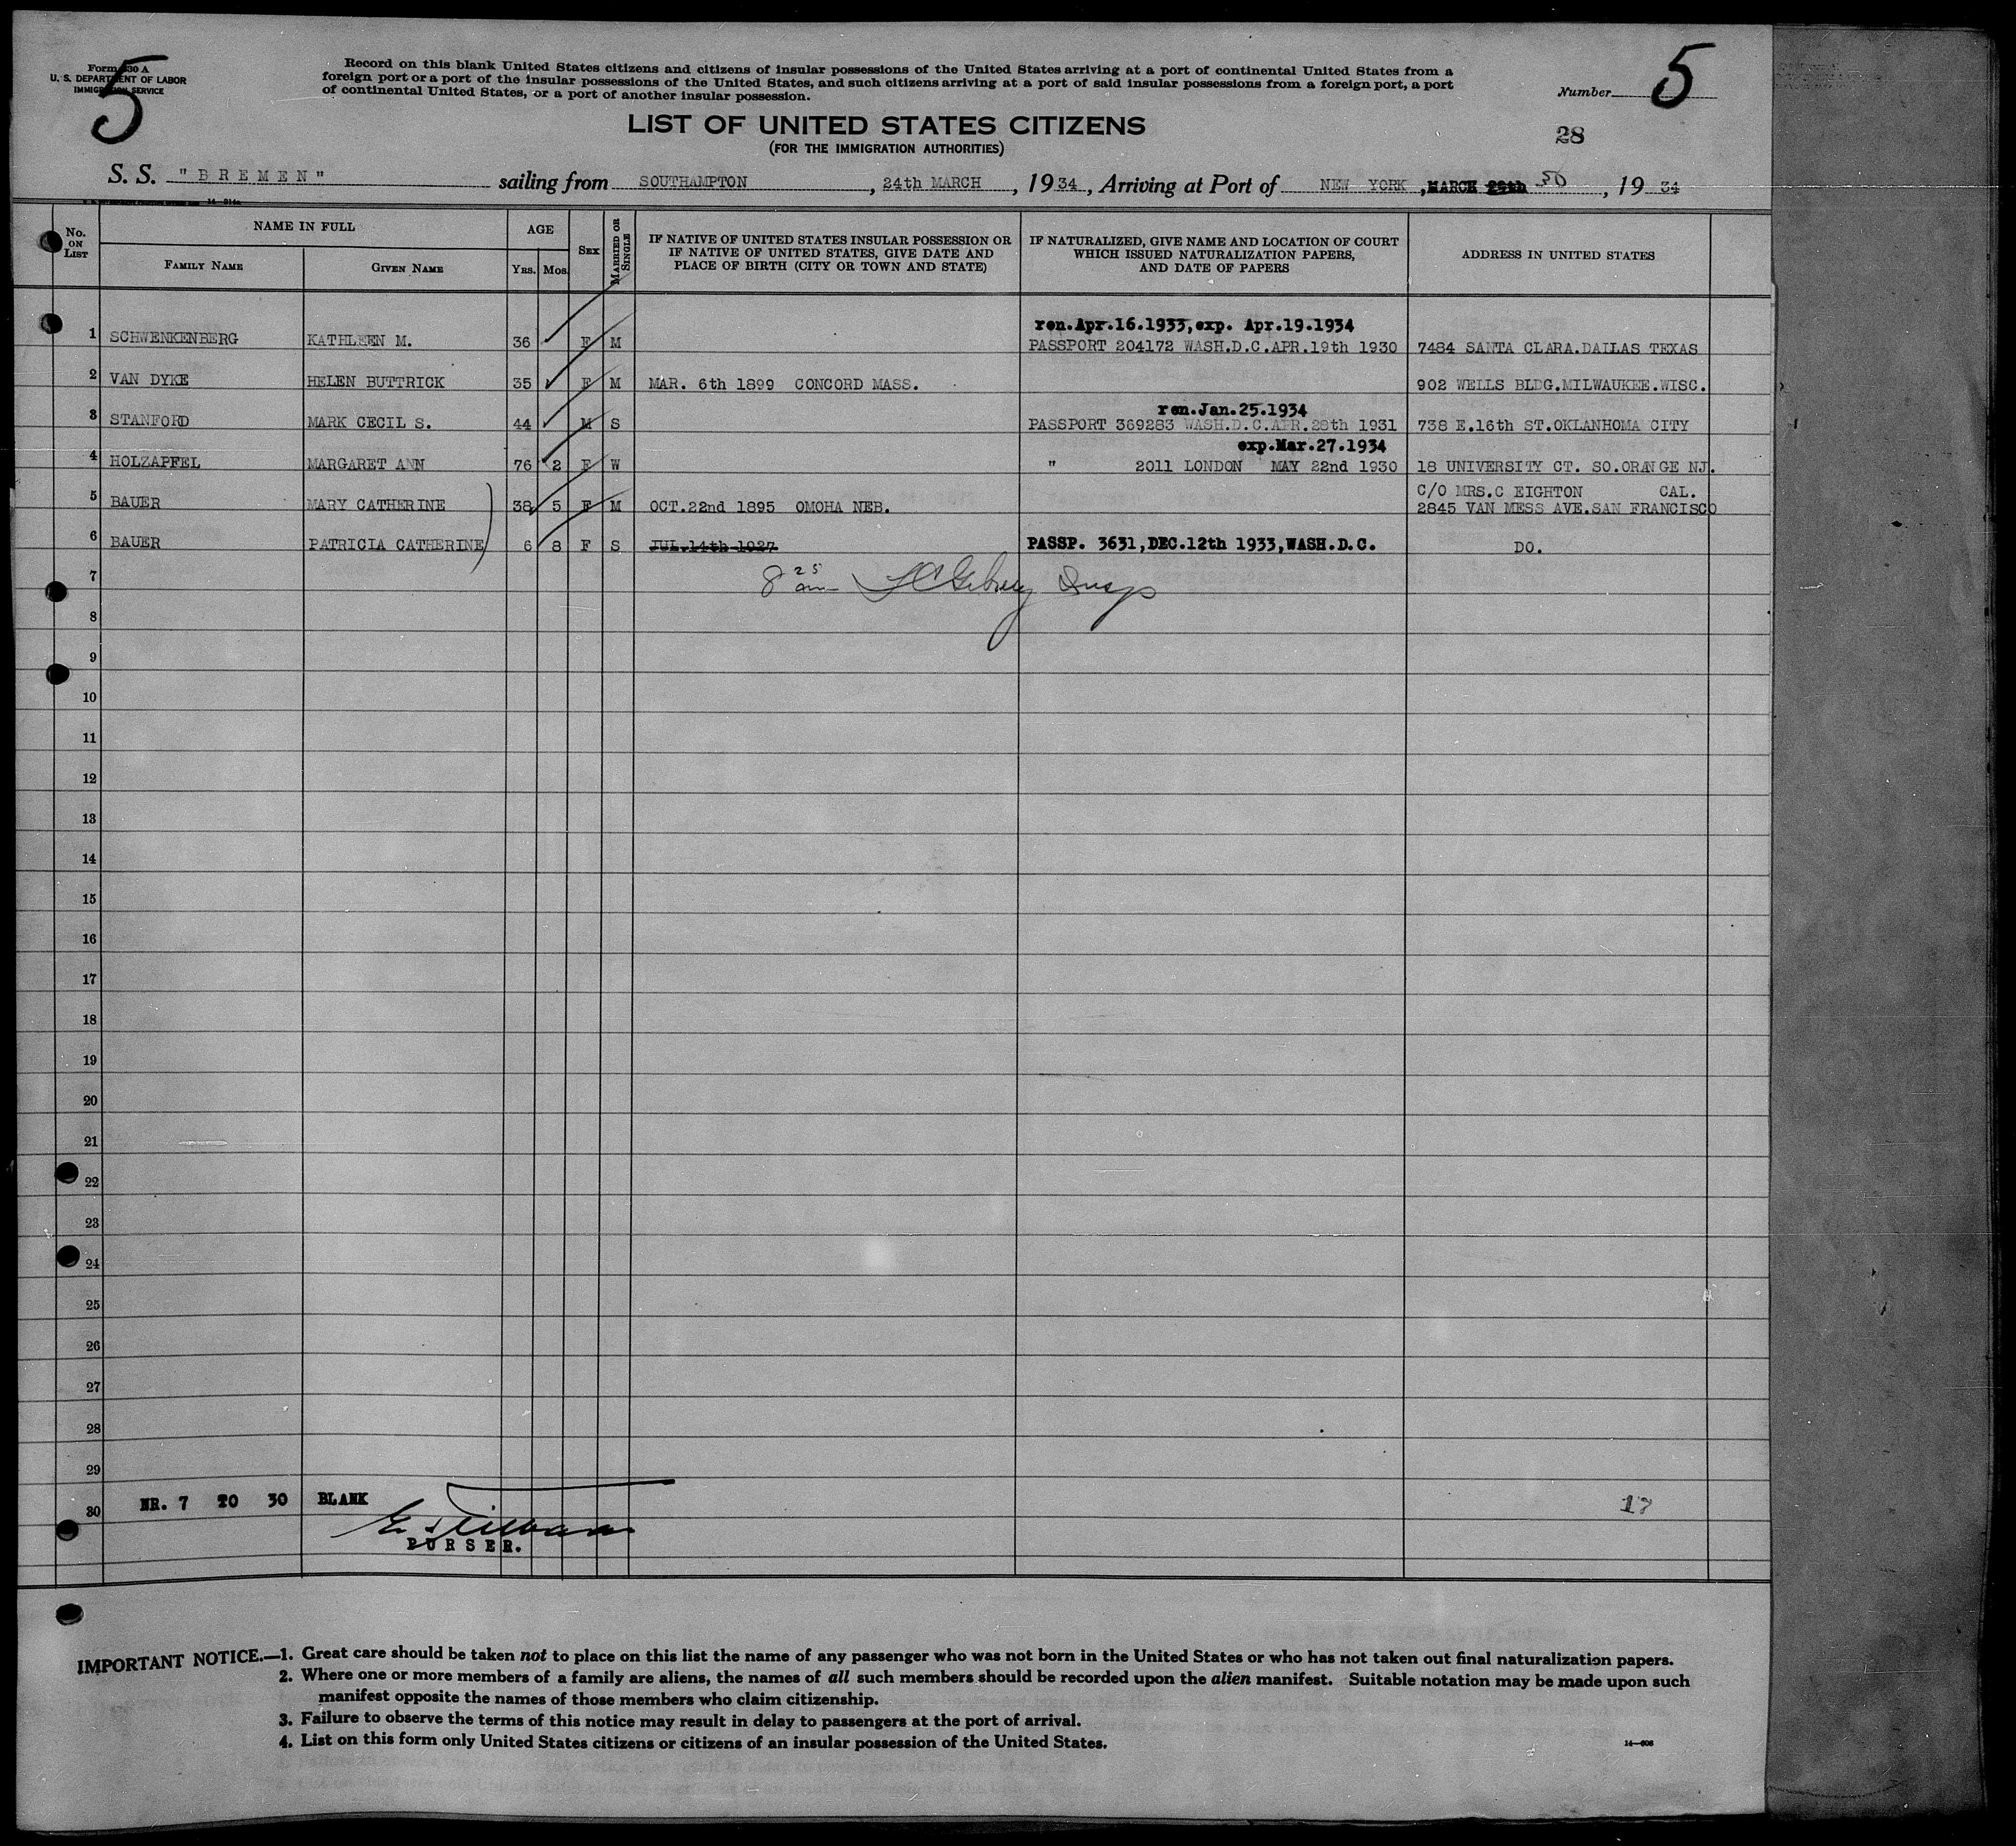 5
Form 630 A
U. S. DEPARTMENT OF LABOR
IMMIGRATION SERVICE
Record on this blank United States citizens and citizens of insular possessions of the United States arriving at a port of continental United States from a
foreign port or a port of the insular possessions of the United States, and such citizens arriving at a port of said insular possessions from a foreign port, a port
of continental United States, or a port of another insular possession.
Number 5
LIST OF UNITED STATES CITIZENS
(FOR THE IMMIGRATION AUTHORITIES)
28
S. S. "BREMEN" sailing from SOUTHAMPTON, 24th MARCH, 1934, Arriving at Port of NEW YORK, MARCH 30, 1934
No. ON LIST
NAME IN FULL
FAMILY NAME
GIVEN NAME
AGE
YRS. MOS.
SEX
MARRIED OR SINGLE
IF NATIVE OF UNITED STATES INSULAR POSSESSION OR
IF NATIVE OF UNITED STATES, GIVE DATE AND
PLACE OF BIRTH (CITY OR TOWN AND STATE)
IF NATURALIZED, GIVE NAME AND LOCATION OF COURT
WHICH ISSUED NATURALIZATION PAPERS,
AND DATE OF PAPERS
ADDRESS IN UNITED STATES
ren.Apr.16.1933,exp. Apr.19.1934
1 SCHWENKENBERG KATHLEEN M. 36 F M PASSPORT 204172 WASH.D.C.APR.19th 1930 7484 SANTA CLARA.DALLAS TEXAS
2 VAN DYKE HELEN BUTTRICK 35 F M MAR. 6th 1899 CONCORD MASS. 902 WELLS BLDG.MILWAUKEE.WISC.
ren.Jan.25.1934
3 STANFORD MARK CECIL S. 44 M S PASSPORT 369283 WASH.D.C.APR.28th 1931 738 E.16th ST.OKLANHOMA CITY
exp.Mar.27.1934
4 HOLZAPFEL MARGARET ANN 76 2 F W " 2011 LONDON MAY 22nd 1930 18 UNIVERSITY CT. SO.ORANGE NJ.
C/O MRS.C EIGHTON CAL.
5 BAUER MARY CATHERINE 38 5 F M OCT.22nd 1895 OMOHA NEB. 2845 VAN MESS AVE.SAN FRANCISCO
6 BAUER PATRICIA CATHERINE 6 8 F S JUL.14th 1927 PASSP. 3631,DEC.12th 1933,WASH.D.C. DO.
7 8 25 am Insp
8
9
10
11
12
13
14
15
16
17
18
19
20
21
22
23
24
25
26
27
28
29
30 NR. 7 TO 30 BLANK 17
PURSER.
IMPORTANT NOTICE.—1. Great care should be taken not to place on this list the name of any passenger who was not born in the United States or who has not taken out final naturalization papers.
2. Where one or more members of a family are aliens, the names of all such members should be recorded upon the alien manifest. Suitable notation may be made upon such
manifest opposite the names of those members who claim citizenship.
3. Failure to observe the terms of this notice may result in delay to passengers at the port of arrival.
4. List on this form only United States citizens or citizens of an insular possession of the United States.